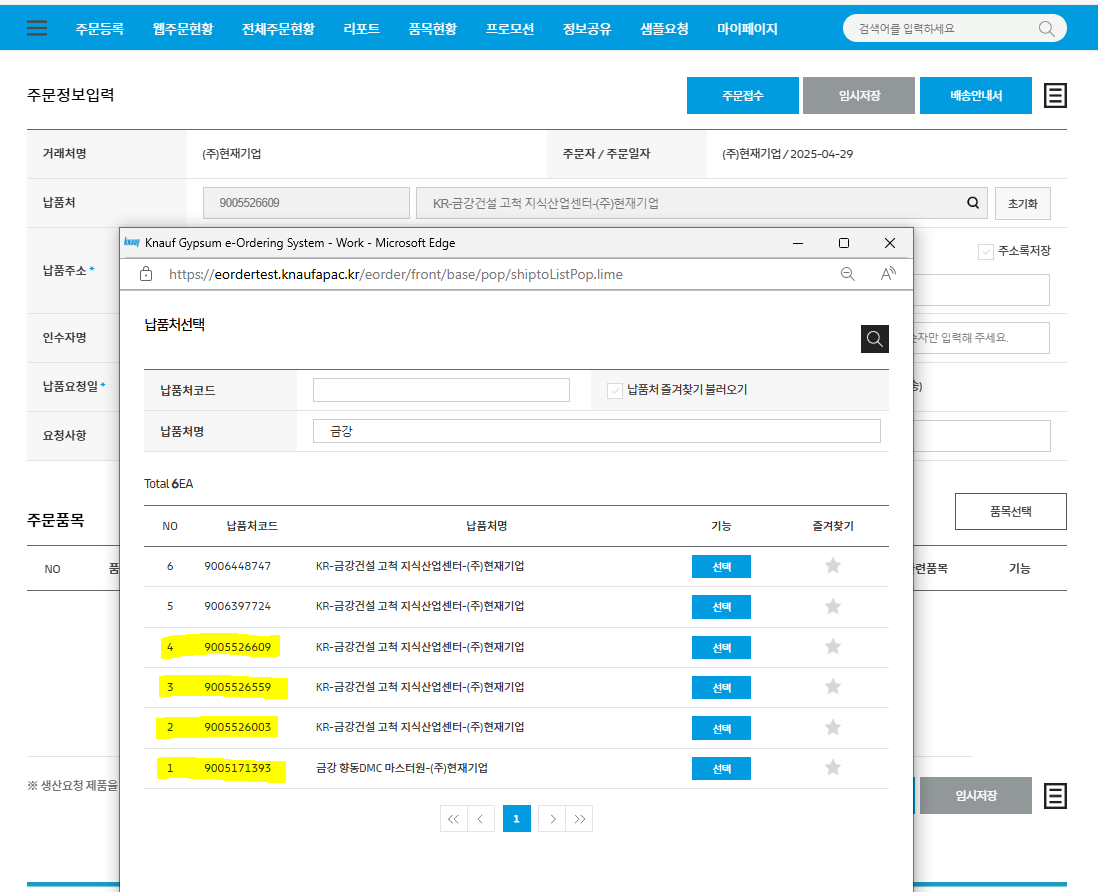 주문등록 웹주문현황 전체주문현황 리포트 품목현황 프로모션 정보공유 샘플요청 마이페이지 검색어를 입력하세요
주문정보입력 주문접수 임시저장 배송안내서
거래처명 (주)현재기업 주문자 / 주문일자 (주)현재기업 / 2025-04-29
납품처 9005526609 KR-금강건설 고척 지식산업센터-(주)현재기업 초기화
납품주소 * 주소록저장
인수자명 숫자만 입력해 주세요.
납품요청일 *
요청사항
주문품목 품목선택
NO 품 관련품목 기능
※ 생산요청 제품을 임시저장
knauf Knauf Gypsum e-Ordering System - Work - Microsoft Edge
https://eordertest.knaufapac.kr/eorder/front/base/pop/shiptoListPop.lime
납품처선택
납품처코드 납품처 즐겨찾기 불러오기
납품처명 금강
Total 6EA
NO 납품처코드 납품처명 기능 즐겨찾기
6 9006448747 KR-금강건설 고척 지식산업센터-(주)현재기업 선택
5 9006397724 KR-금강건설 고척 지식산업센터-(주)현재기업 선택
4 9005526609 KR-금강건설 고척 지식산업센터-(주)현재기업 선택
3 9005526559 KR-금강건설 고척 지식산업센터-(주)현재기업 선택
2 9005526003 KR-금강건설 고척 지식산업센터-(주)현재기업 선택
1 9005171393 금강 향동DMC 마스터원-(주)현재기업 선택
<< < 1 > >>